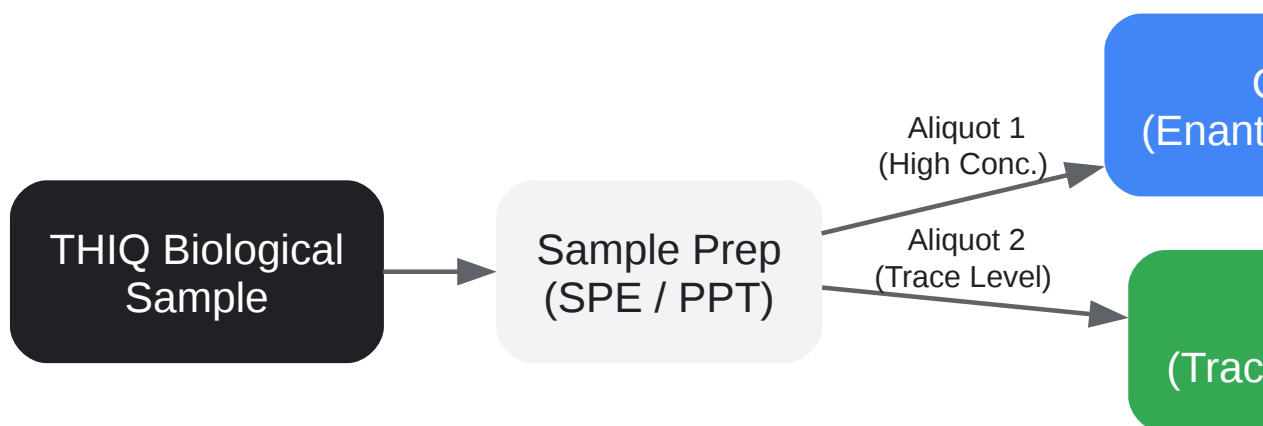 THIQ Biological
Sample
Sample Prep
(SPE / PPT)
Aliquot 1
(High Conc.)
Aliquot 2
(Trace Level)